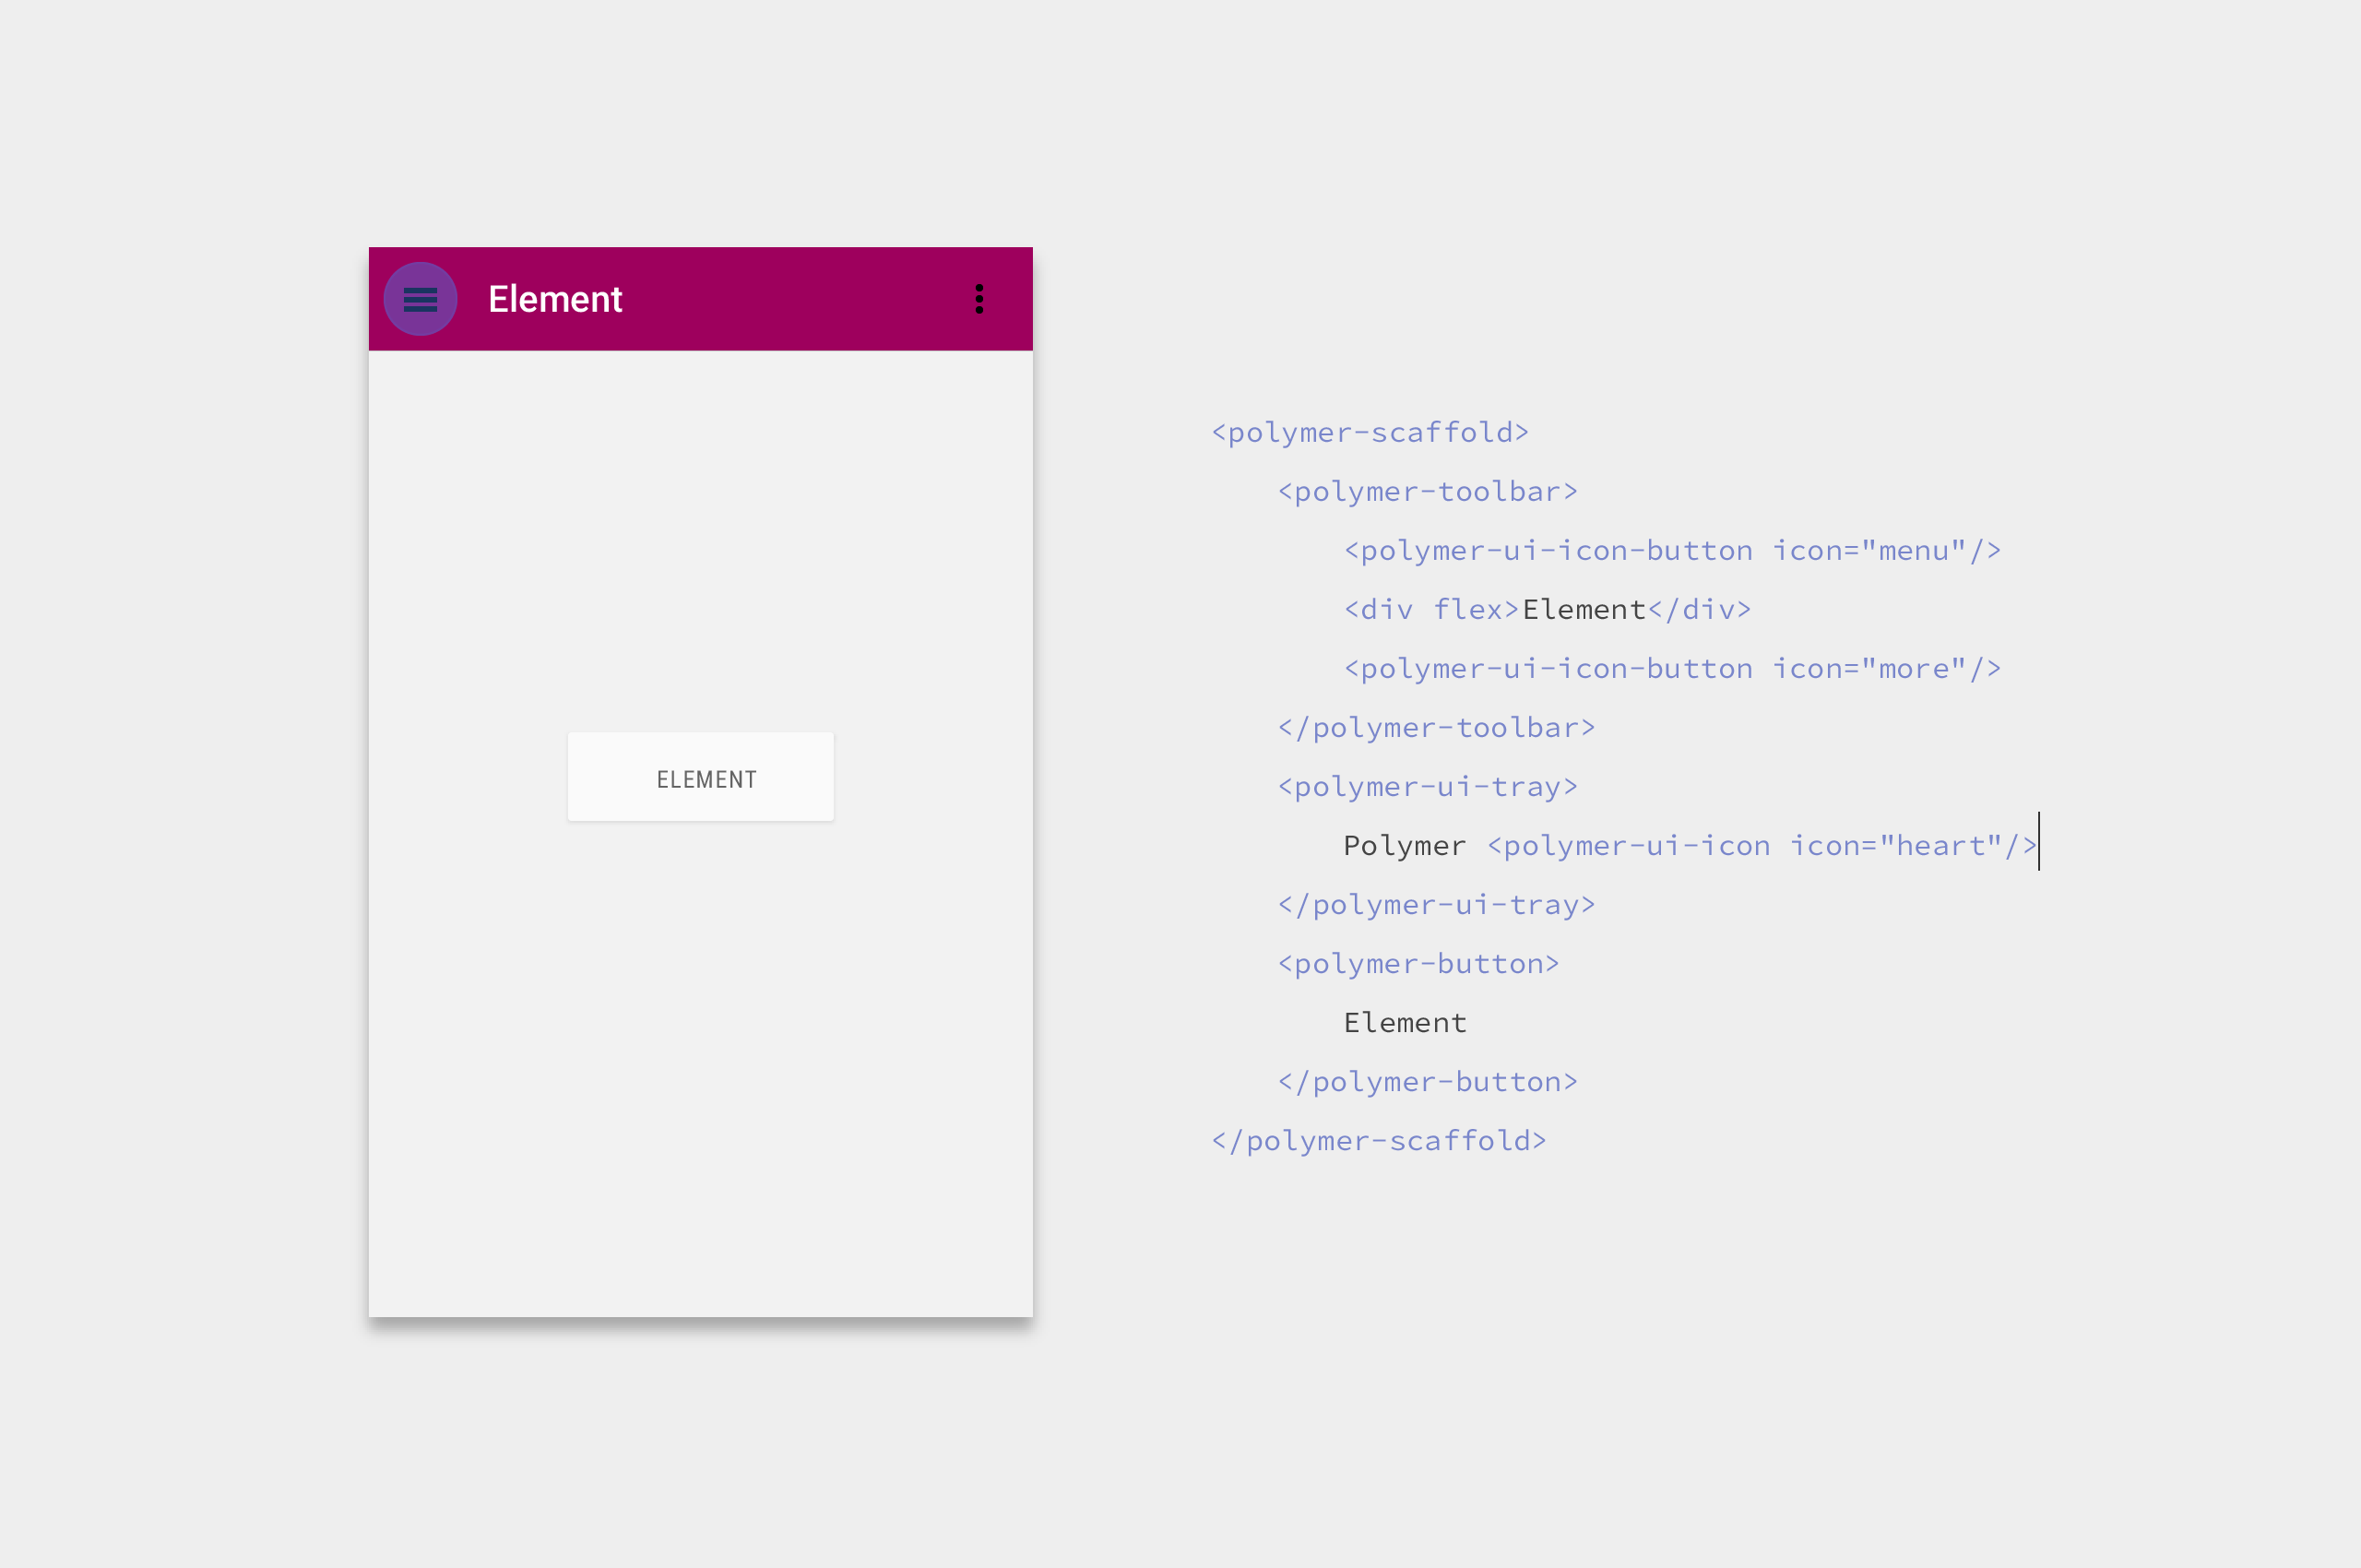 Element
ELEMENT
<polymer-scaffold>
<polymer-toolbar>
<polymer-ui-icon-button icon="menu"/>
<div flex>Element</div>
<polymer-ui-icon-button icon="more"/>
</polymer-toolbar>
<polymer-ui-tray>
Polymer <polymer-ui-icon icon="heart"/>
</polymer-ui-tray>
<polymer-button>
Element
</polymer-button>
</polymer-scaffold>